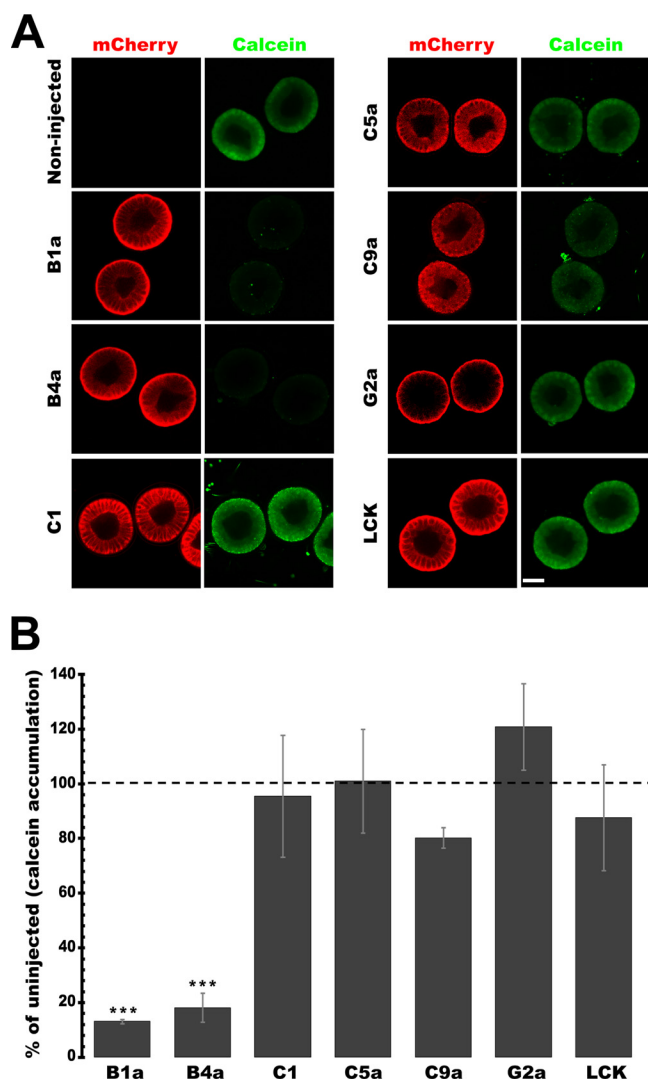 A
mCherry Calcein
mCherry Calcein
Non-injected
B1a
B4a
C1
C5a
C9a
G2a
LCK
B
% of uninjected (calcein accumulation)
140
120
100
80
60
40
20
0
***
***
B1a B4a C1 C5a C9a G2a LCK